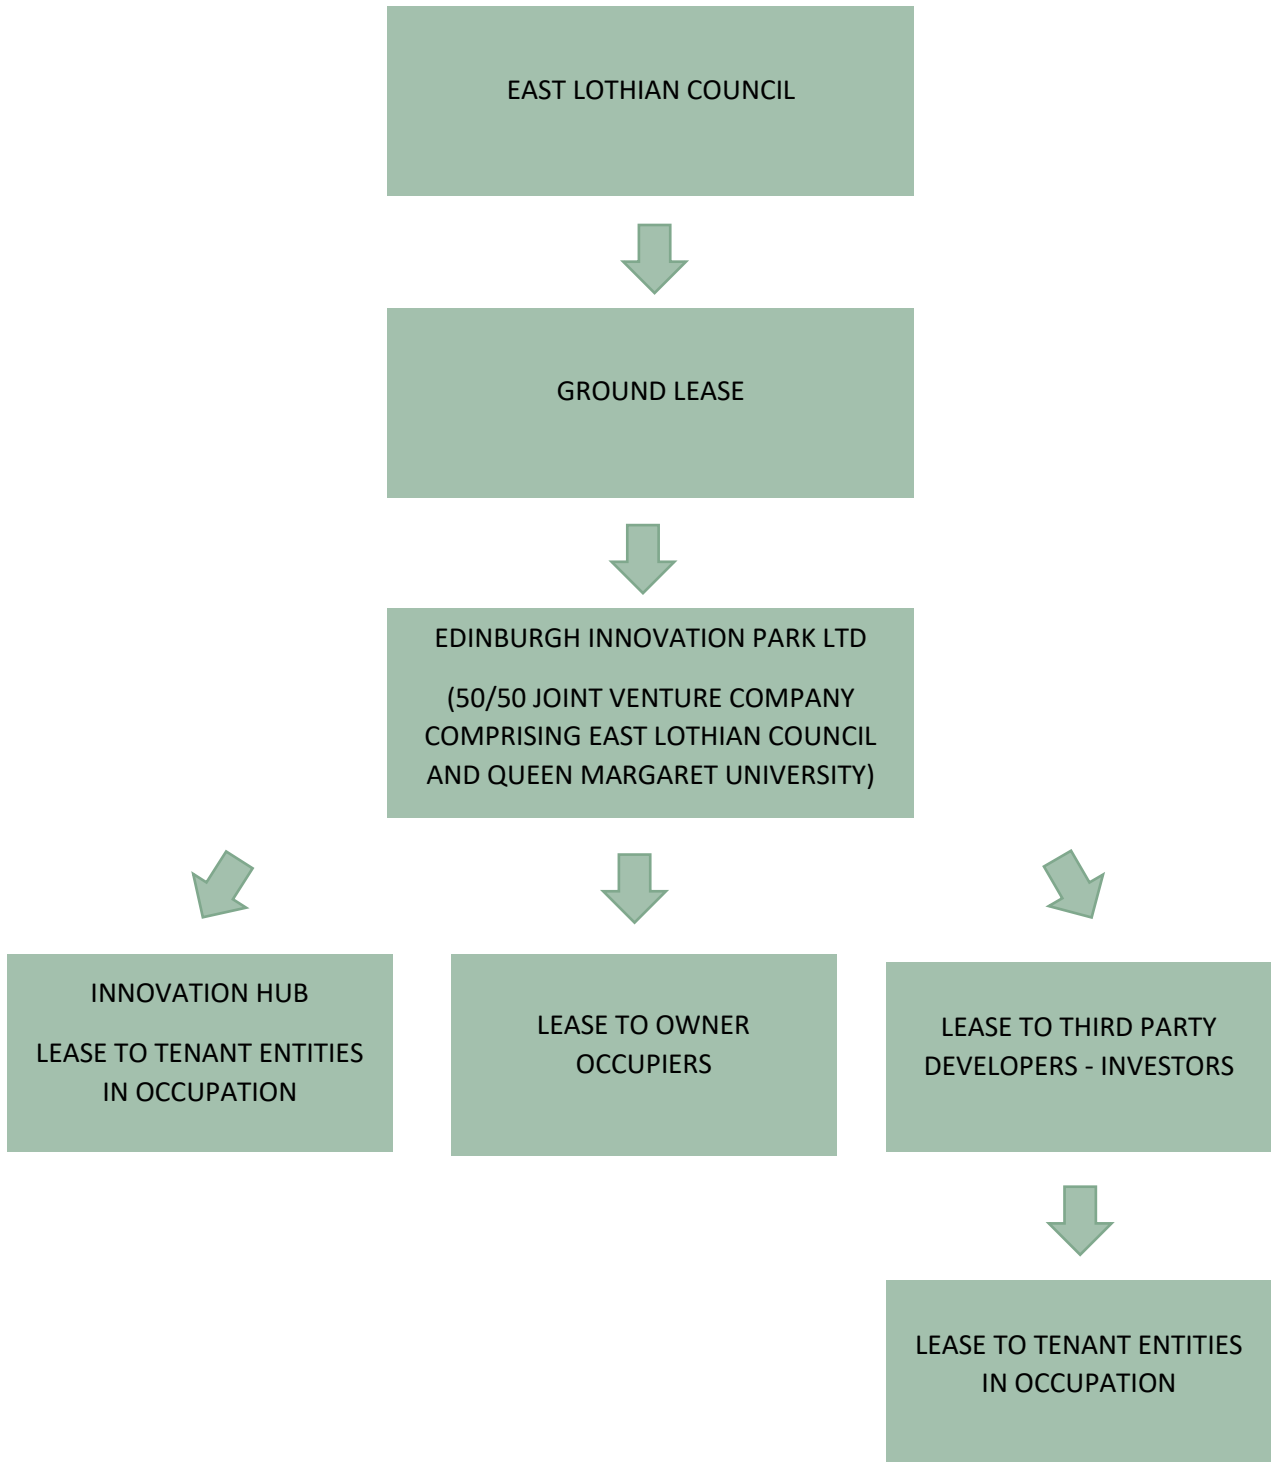 EAST LOTHIAN COUNCIL
GROUND LEASE
EDINBURGH INNOVATION PARK LTD
(50/50 JOINT VENTURE COMPANY
COMPRISING EAST LOTHIAN COUNCIL
AND QUEEN MARGARET UNIVERSITY)
INNOVATION HUB
LEASE TO TENANT ENTITIES
IN OCCUPATION
LEASE TO OWNER
OCCUPIERS
LEASE TO THIRD PARTY
DEVELOPERS - INVESTORS
LEASE TO TENANT ENTITIES
IN OCCUPATION